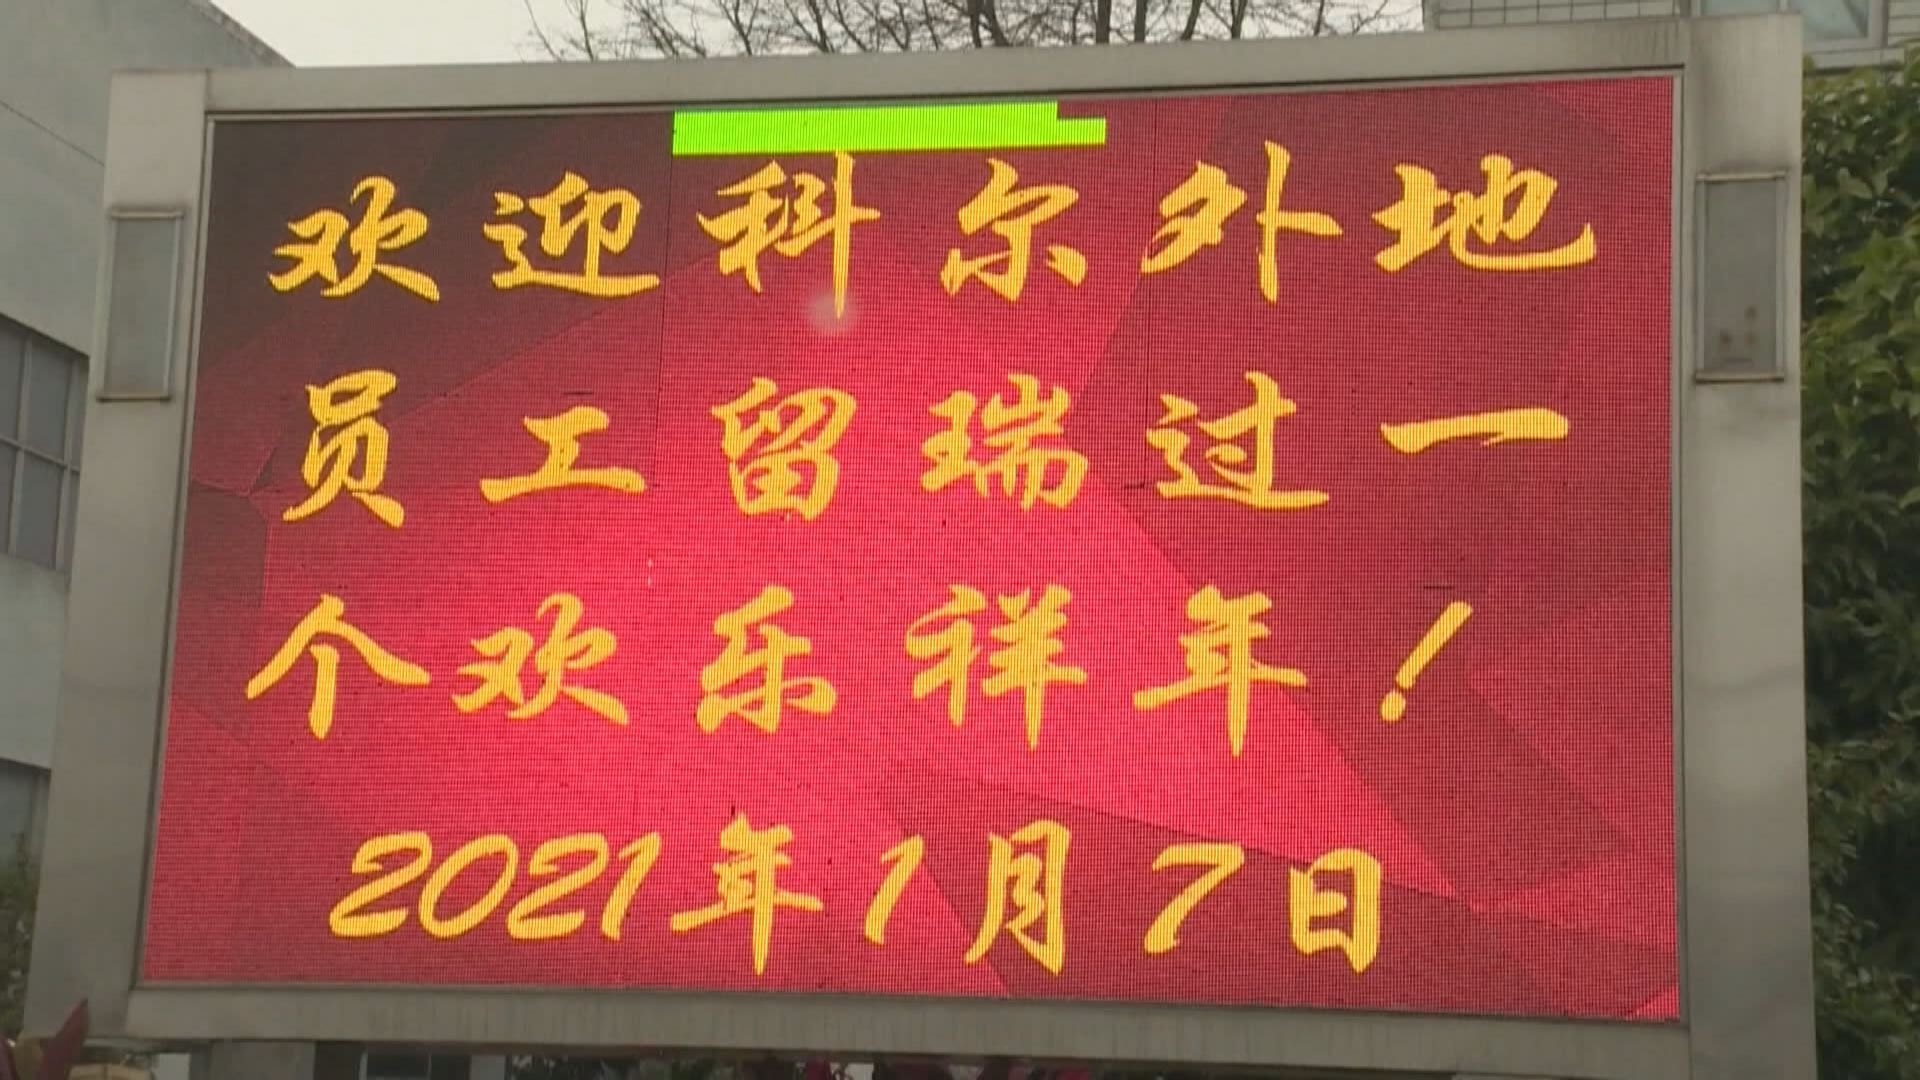 欢迎科尔外地
员工留瑞过一
个欢乐祥年！
2021年1月7日